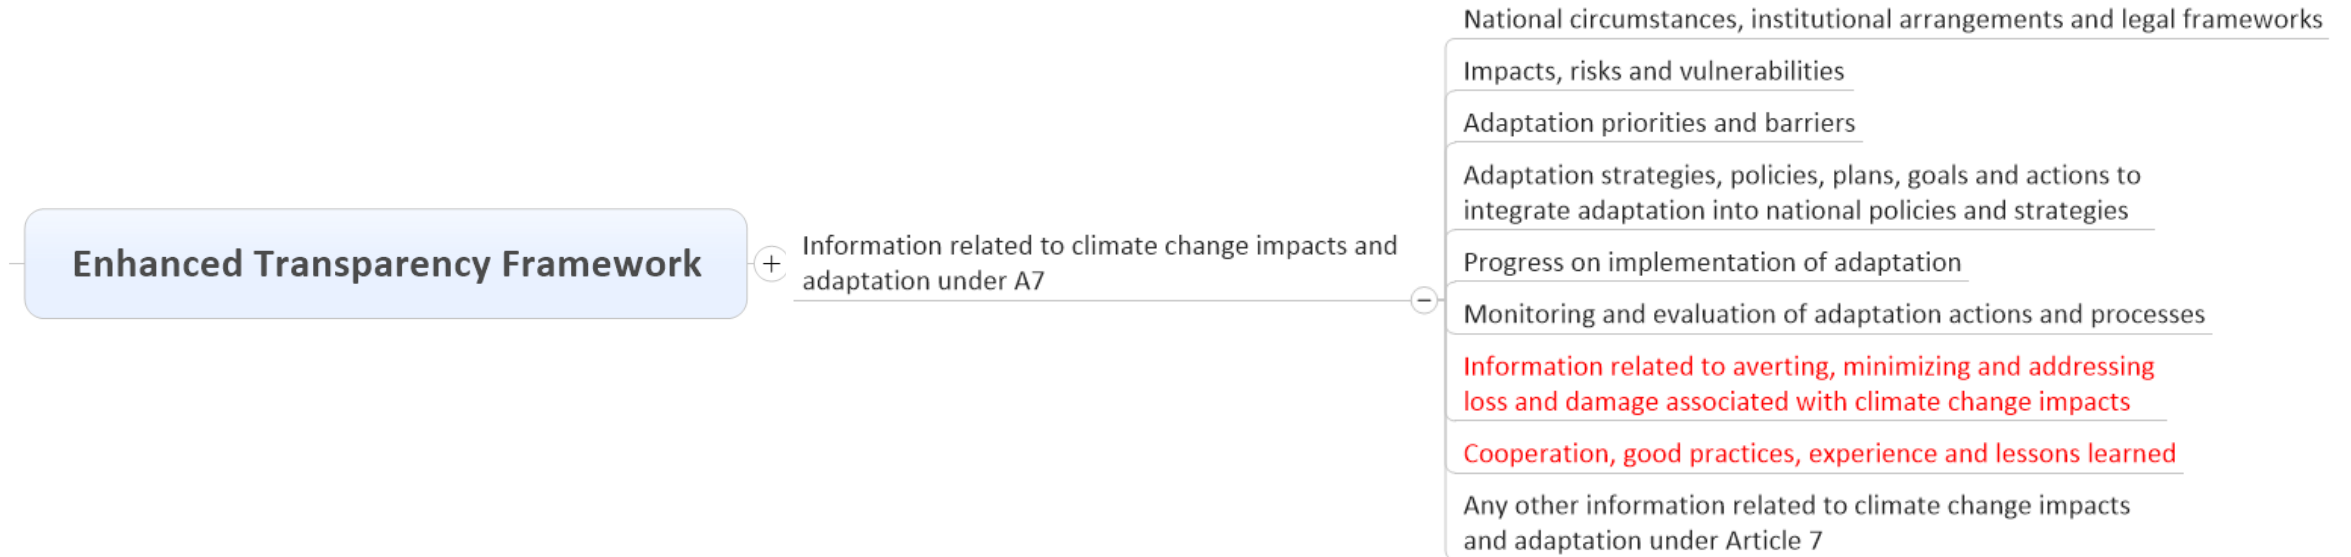 Enhanced Transparency Framework
Information related to climate change impacts and
adaptation under A7
National circumstances, institutional arrangements and legal frameworks
Impacts, risks and vulnerabilities
Adaptation priorities and barriers
Adaptation strategies, policies, plans, goals and actions to
integrate adaptation into national policies and strategies
Progress on implementation of adaptation
Monitoring and evaluation of adaptation actions and processes
Information related to averting, minimizing and addressing
loss and damage associated with climate change impacts
Cooperation, good practices, experience and lessons learned
Any other information related to climate change impacts
and adaptation under Article 7